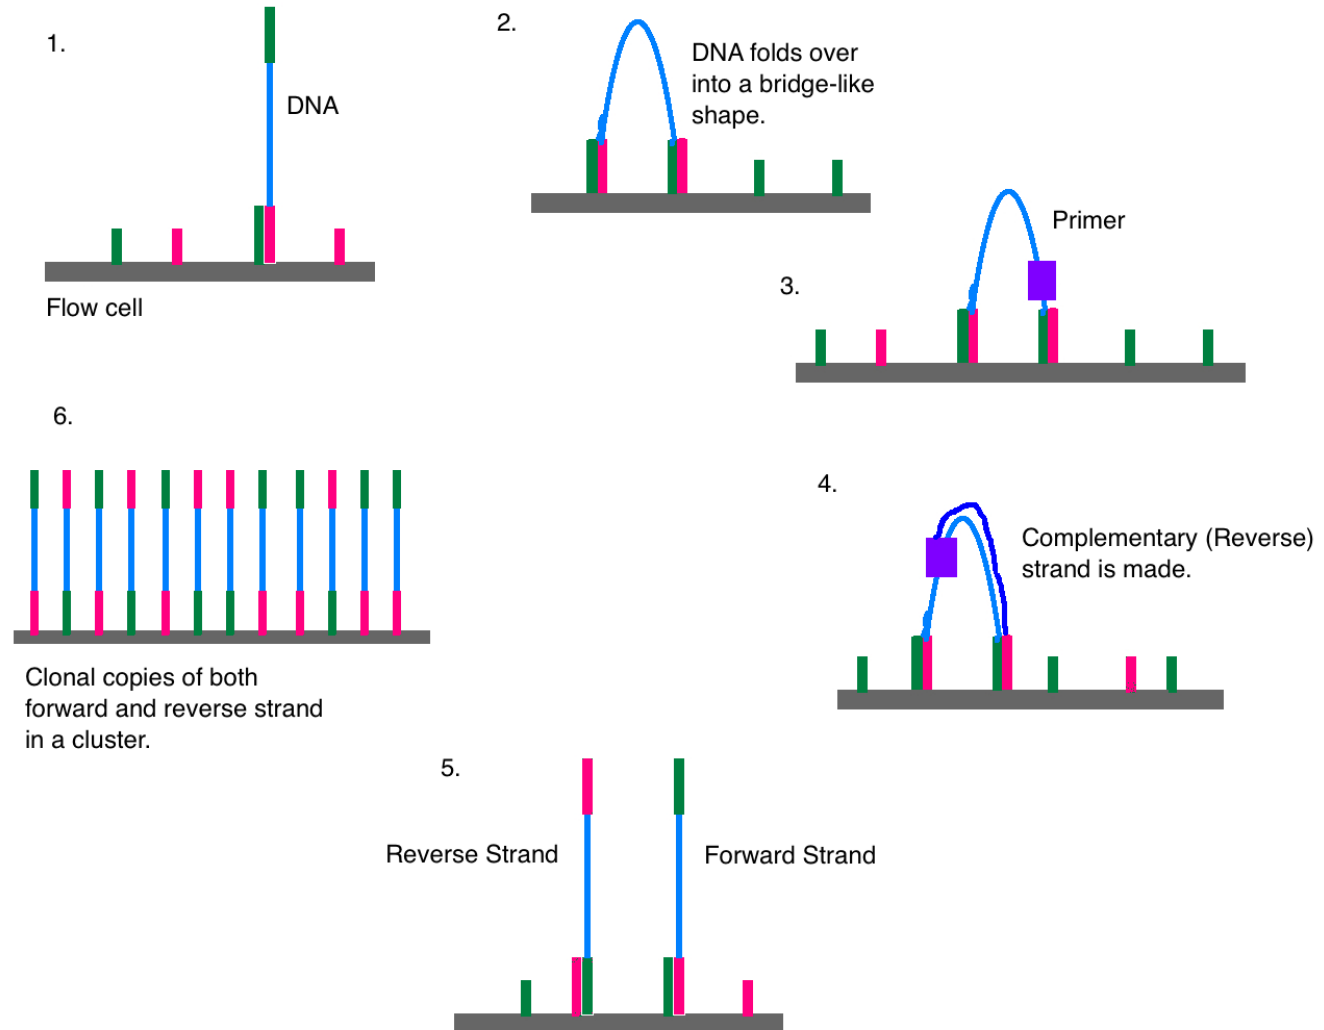 1.
DNA
Flow cell
2.
DNA folds over
into a bridge-like
shape.
3.
Primer
4.
Complementary (Reverse)
strand is made.
5.
Reverse Strand
Forward Strand
6.
Clonal copies of both
forward and reverse strand
in a cluster.